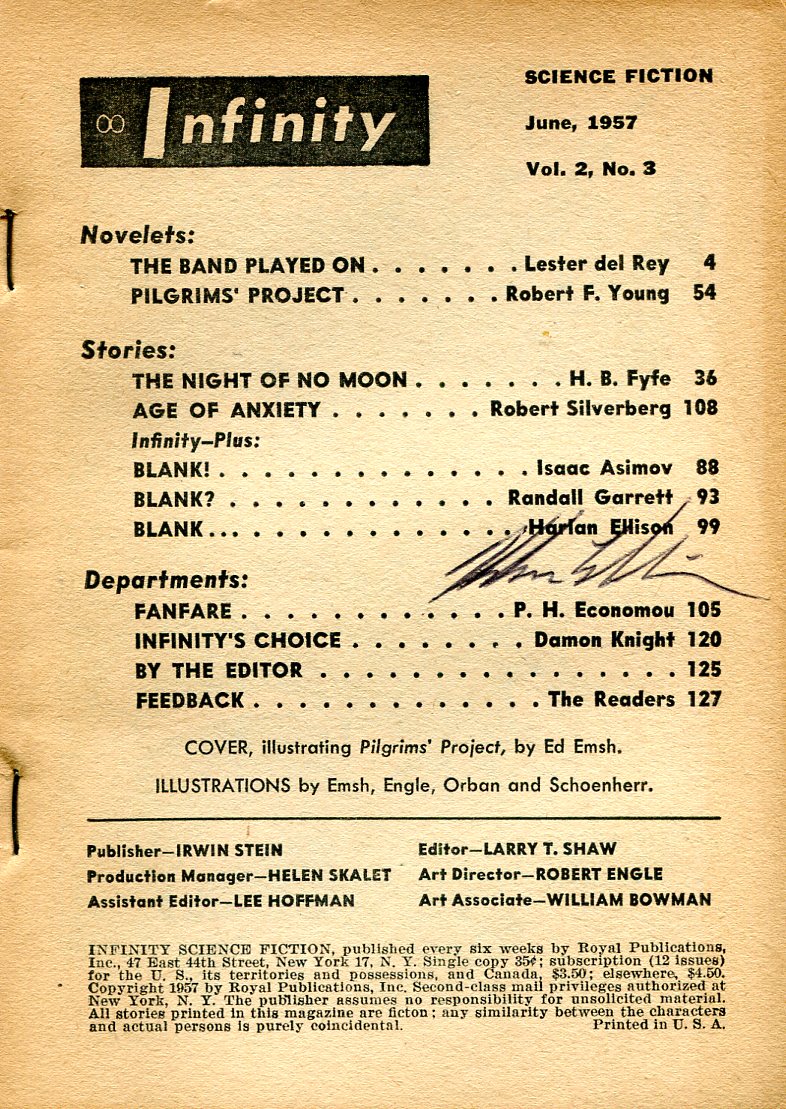 ∞ Infinity
SCIENCE FICTION
June, 1957
Vol. 2, No. 3
Novelets:
THE BAND PLAYED ON . . . . . . . Lester del Rey 4
PILGRIMS' PROJECT . . . . . . . Robert F. Young 54
Stories:
THE NIGHT OF NO MOON . . . . . . . H. B. Fyfe 36
AGE OF ANXIETY . . . . . . . Robert Silverberg 108
Infinity—Plus:
BLANK! . . . . . . . . . . . . . . Isaac Asimov 88
BLANK? . . . . . . . . . . . . Randall Garrett 93
BLANK... . . . . . . . . . . . . . Harlan Ellison 99
Harlan Ellison
Departments:
FANFARE . . . . . . . . . . . . P. H. Economou 105
INFINITY'S CHOICE . . . . . . . . Damon Knight 120
BY THE EDITOR . . . . . . . . . . . . . . . . 125
FEEDBACK . . . . . . . . . . . . . The Readers 127
COVER, illustrating Pilgrims' Project, by Ed Emsh.
ILLUSTRATIONS by Emsh, Engle, Orban and Schoenherr.
Publisher—IRWIN STEIN
Production Manager—HELEN SKALET
Assistant Editor—LEE HOFFMAN
Editor—LARRY T. SHAW
Art Director—ROBERT ENGLE
Art Associate—WILLIAM BOWMAN
INFINITY SCIENCE FICTION, published every six weeks by Royal Publications,
Inc., 47 East 44th Street, New York 17, N. Y. Single copy 35¢; subscription (12 issues)
for the U. S., its territories and possessions, and Canada, $3.50; elsewhere, $4.50.
Copyright 1957 by Royal Publications, Inc. Second-class mail privileges authorized at
New York, N. Y. The publisher assumes no responsibility for unsolicited material.
All stories printed in this magazine are ficton; any similarity between the characters
and actual persons is purely coincidental. Printed in U. S. A.